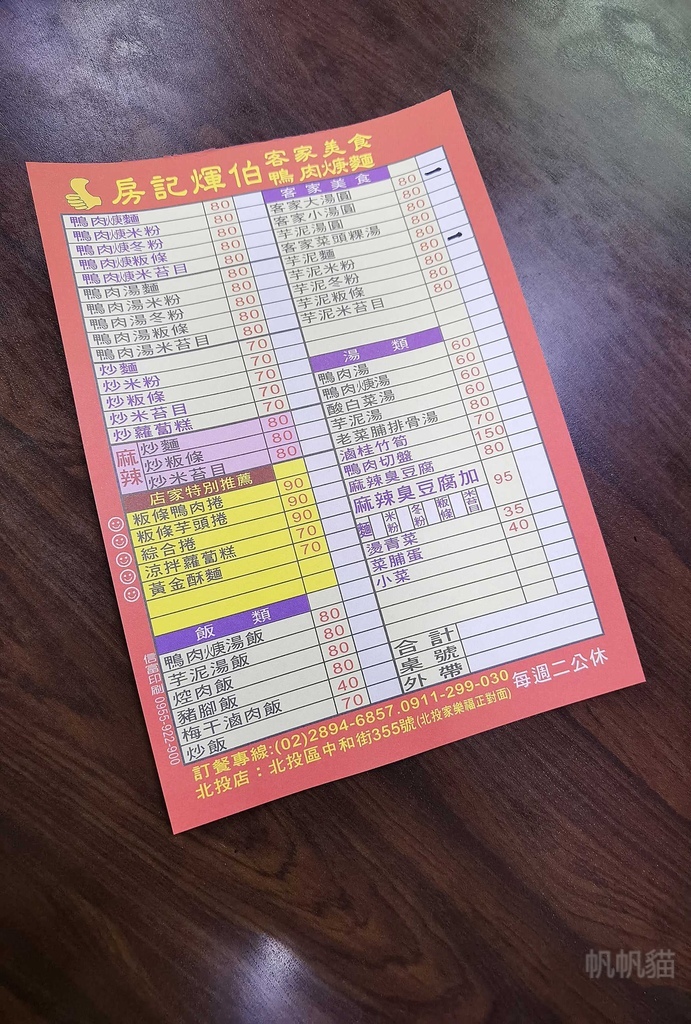 房記煇伯客家美食
鴨肉焿麵
鴨肉焿麵 80
鴨肉焿米粉 80
鴨肉焿冬粉 80
鴨肉焿粄條 80
鴨肉焿米苔目 80
鴨肉湯麵 80
鴨肉湯米粉 80
鴨肉湯冬粉 80
鴨肉湯粄條 80
鴨肉湯米苔目 80
炒麵 70
炒米粉 70
炒粄條 70
炒米苔目 70
炒蘿蔔糕 70
麻辣
炒麵 80
炒粄條 80
炒米苔目 80
店家特別推薦
粄條鴨肉捲 90
粄條芋頭捲 90
綜合捲 90
涼拌蘿蔔糕 70
黃金酥麵 70
飯類
鴨肉焿湯飯 80
芋泥湯飯 80
焢肉飯 80
豬腳飯 80
梅干滷肉飯 40
炒飯 70
客家美食
客家大湯圓 80
客家小湯圓 80
芋泥湯圓 80
客家菜頭粿湯 80
芋泥麵 80
芋泥米粉 80
芋泥冬粉 80
芋泥粄條 80
芋泥米苔目 80
湯類
鴨肉湯 60
鴨肉焿湯 60
酸白菜湯 60
芋泥湯 60
老菜脯排骨湯 80
滷桂竹筍 70
鴨肉切盤 150
麻辣臭豆腐 80
麻辣臭豆腐加 95
麵 米粉 冬粉 粄條 米苔目
燙青菜 35
菜脯蛋 40
小菜
合計
桌號
外帶
訂餐專線:(02)2894-6857.0911-299-030 每週二公休
北投店：北投區中和街355號(北投家樂福正對面)
信富印刷 0955-922-900
帆帆貓